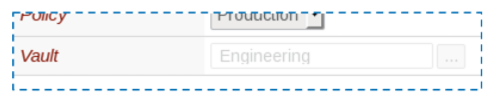 Policy Production
Vault Engineering ...